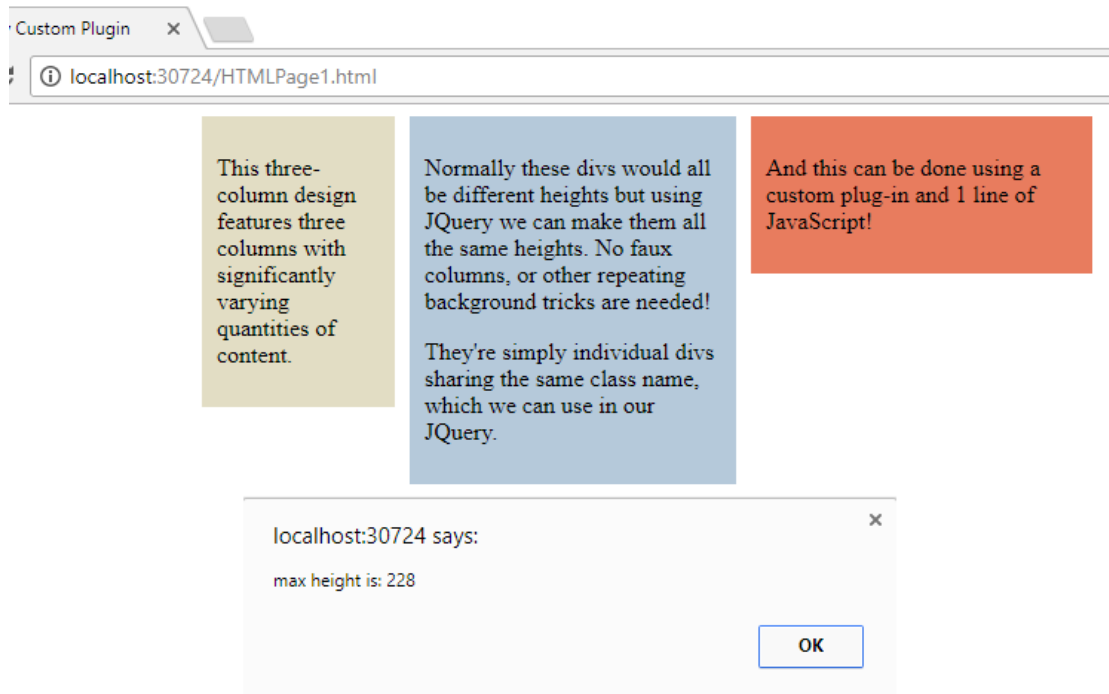 Custom Plugin
localhost:30724/HTMLPage1.html
This three-
column design
features three
columns with
significantly
varying
quantities of
content.
Normally these divs would all
be different heights but using
JQuery we can make them all
the same heights. No faux
columns, or other repeating
background tricks are needed!
They're simply individual divs
sharing the same class name,
which we can use in our
JQuery.
And this can be done using a
custom plug-in and 1 line of
JavaScript!
localhost:30724 says:
max height is: 228
OK